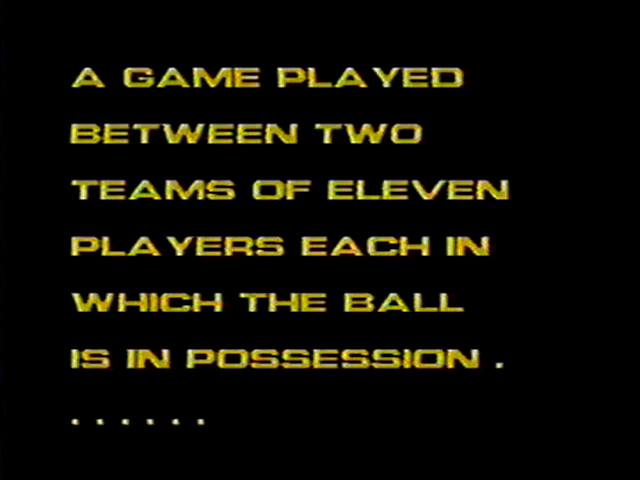 A GAME PLAYED
BETWEEN TWO
TEAMS OF ELEVEN
PLAYERS EACH IN
WHICH THE BALL
IS IN POSSESSION .
. . . . . .